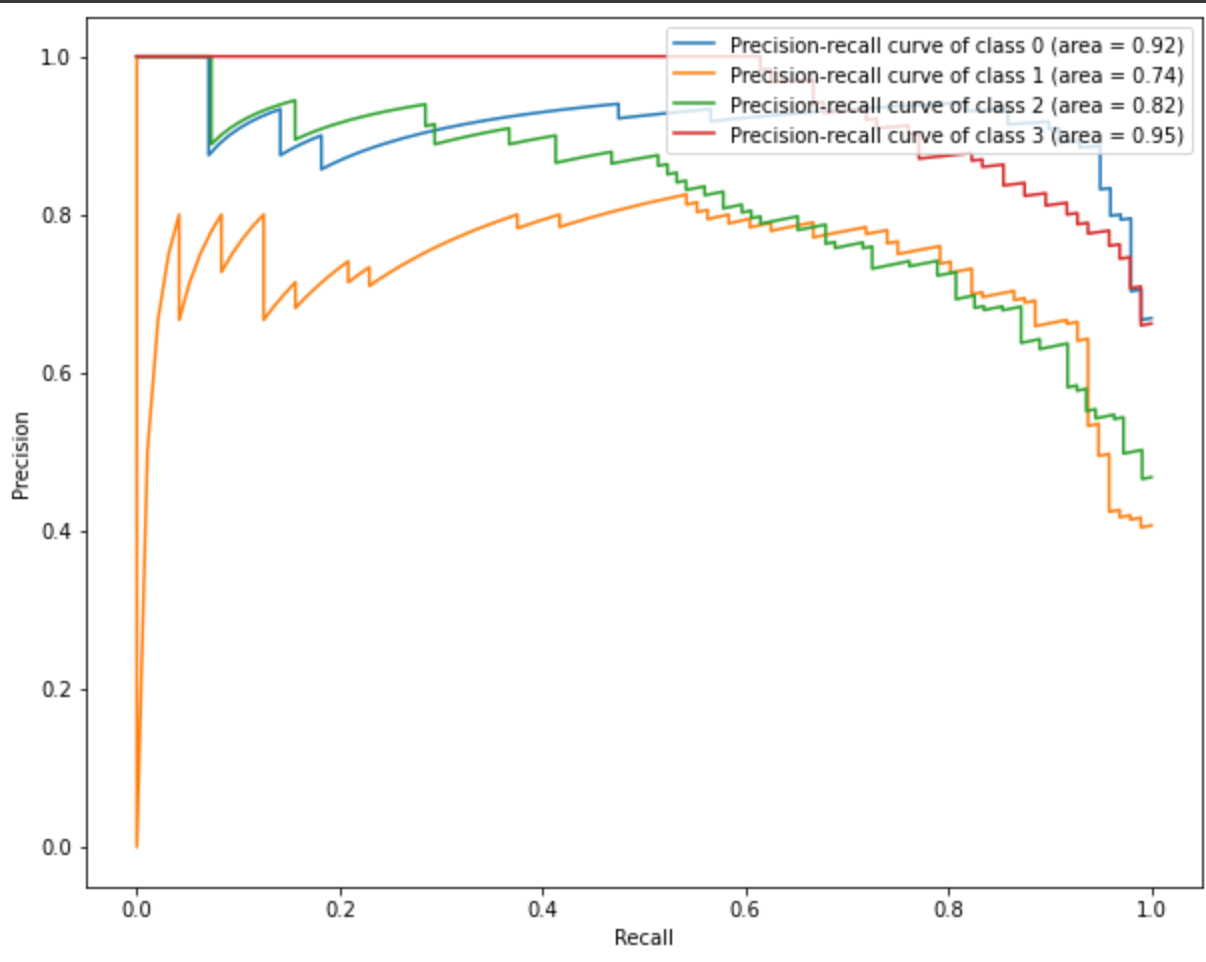 Precision-recall curve of class 0 (area = 0.92)
Precision-recall curve of class 1 (area = 0.74)
Precision-recall curve of class 2 (area = 0.82)
Precision-recall curve of class 3 (area = 0.95)
1.0
0.8
0.6
0.4
0.2
0.0
Precision
0.0 0.2 0.4 0.6 0.8 1.0
Recall